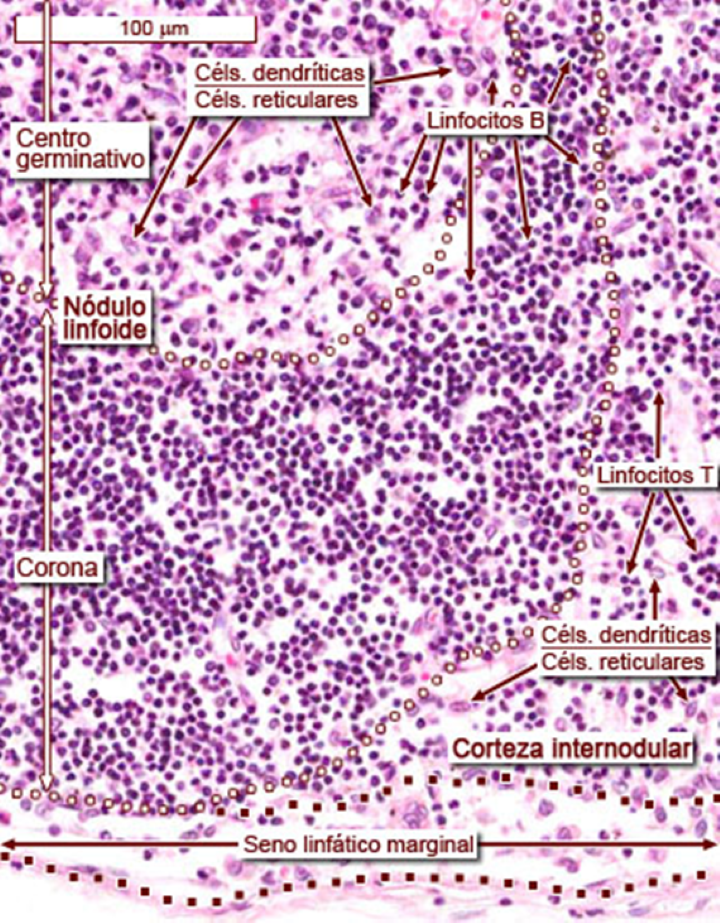 100 µm
Céls. dendríticas
Céls. reticulares
Linfocitos B
Centro
germinativo
Nódulo
linfoide
Linfocitos T
Corona
Céls. dendríticas
Céls. reticulares
Corteza internodular
Seno linfático marginal